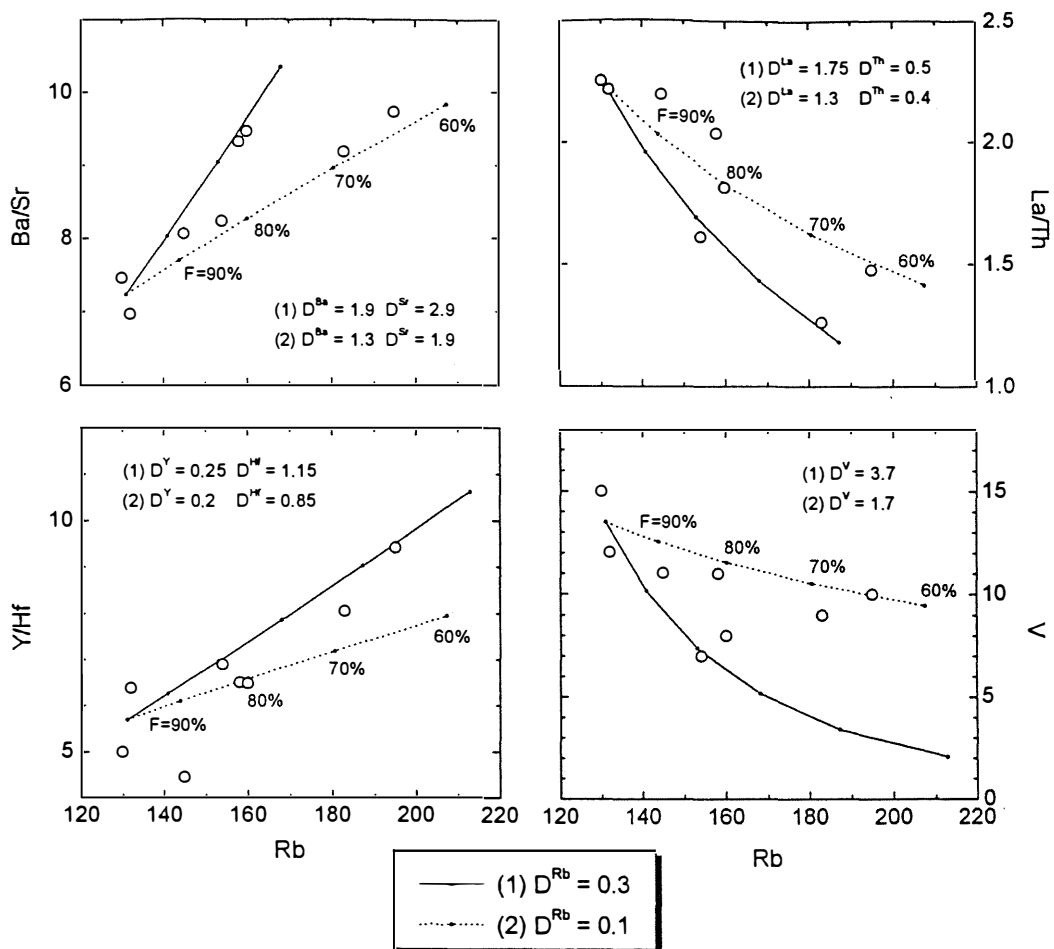 10
8
6
Ba/Sr
F=90%
80%
70%
60%
(1) D^Ba = 1.9 D^Sr = 2.9
(2) D^Ba = 1.3 D^Sr = 1.9
(1) D^La = 1.75 D^Th = 0.5
(2) D^La = 1.3 D^Th = 0.4
F=90%
80%
70%
60%
2.5
2.0
1.5
1.0
La/Th
(1) D^Y = 0.25 D^Hf = 1.15
(2) D^Y = 0.2 D^Hf = 0.85
10
5
Y/Hf
F=90%
80%
70%
60%
120 140 160 180 200 220
Rb
(1) D^V = 3.7
(2) D^V = 1.7
F=90%
80%
70%
60%
15
10
5
0
V
120 140 160 180 200 220
Rb
(1) D^Rb = 0.3
(2) D^Rb = 0.1